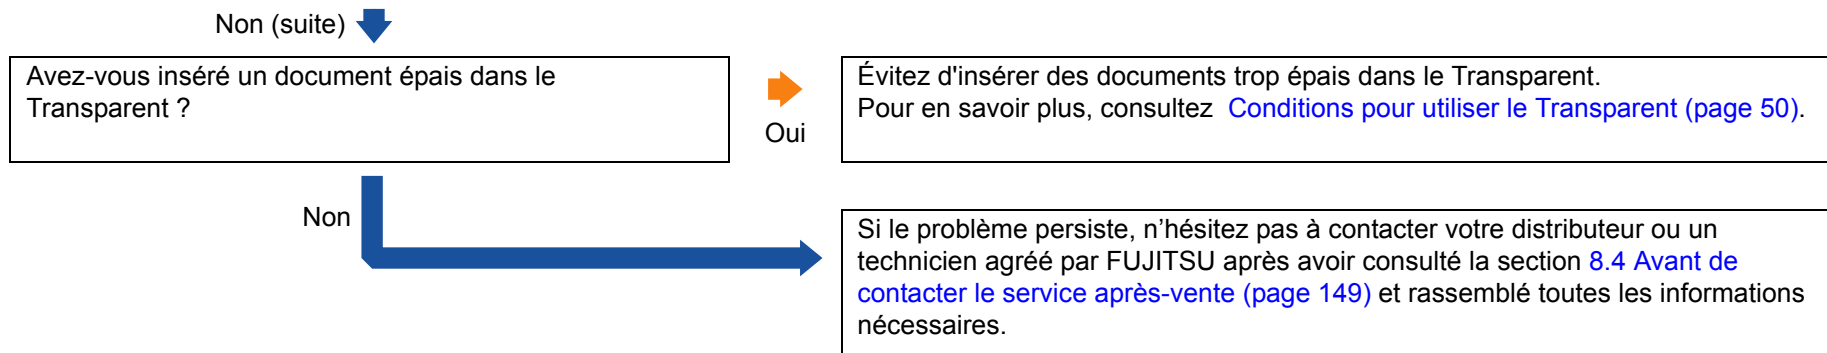 Non (suite)
Avez-vous inséré un document épais dans le
Transparent ?
Oui
Évitez d'insérer des documents trop épais dans le Transparent.
Pour en savoir plus, consultez Conditions pour utiliser le Transparent (page 50).
Non
Si le problème persiste, n’hésitez pas à contacter votre distributeur ou un
technicien agréé par FUJITSU après avoir consulté la section 8.4 Avant de
contacter le service après-vente (page 149) et rassemblé toutes les informations
nécessaires.